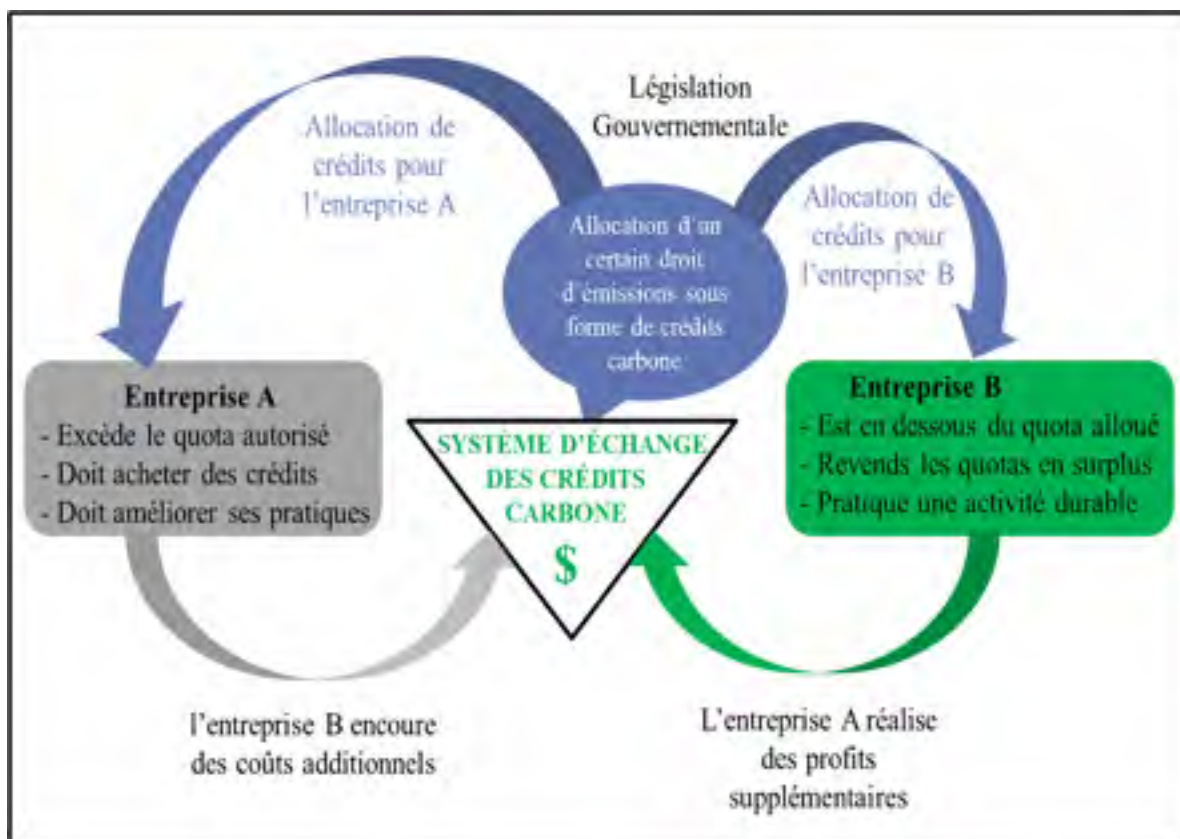 Législation
Gouvernementale
Allocation de
crédits pour
l'entreprise A
Allocation d'un
certain droit
d'émissions sous
forme de crédits
carbone
Allocation de
crédits pour
l'entreprise B
Entreprise A
- Excède le quota autorisé
- Doit acheter des crédits
- Doit améliorer ses pratiques
SYSTÈME D'ÉCHANGE
DES CRÉDITS
CARBONE
$
Entreprise B
- Est en dessous du quota alloué
- Revends les quotas en surplus
- Pratique une activité durable
l'entreprise B encoure
des coûts additionnels
L'entreprise A réalise
des profits
supplémentaires